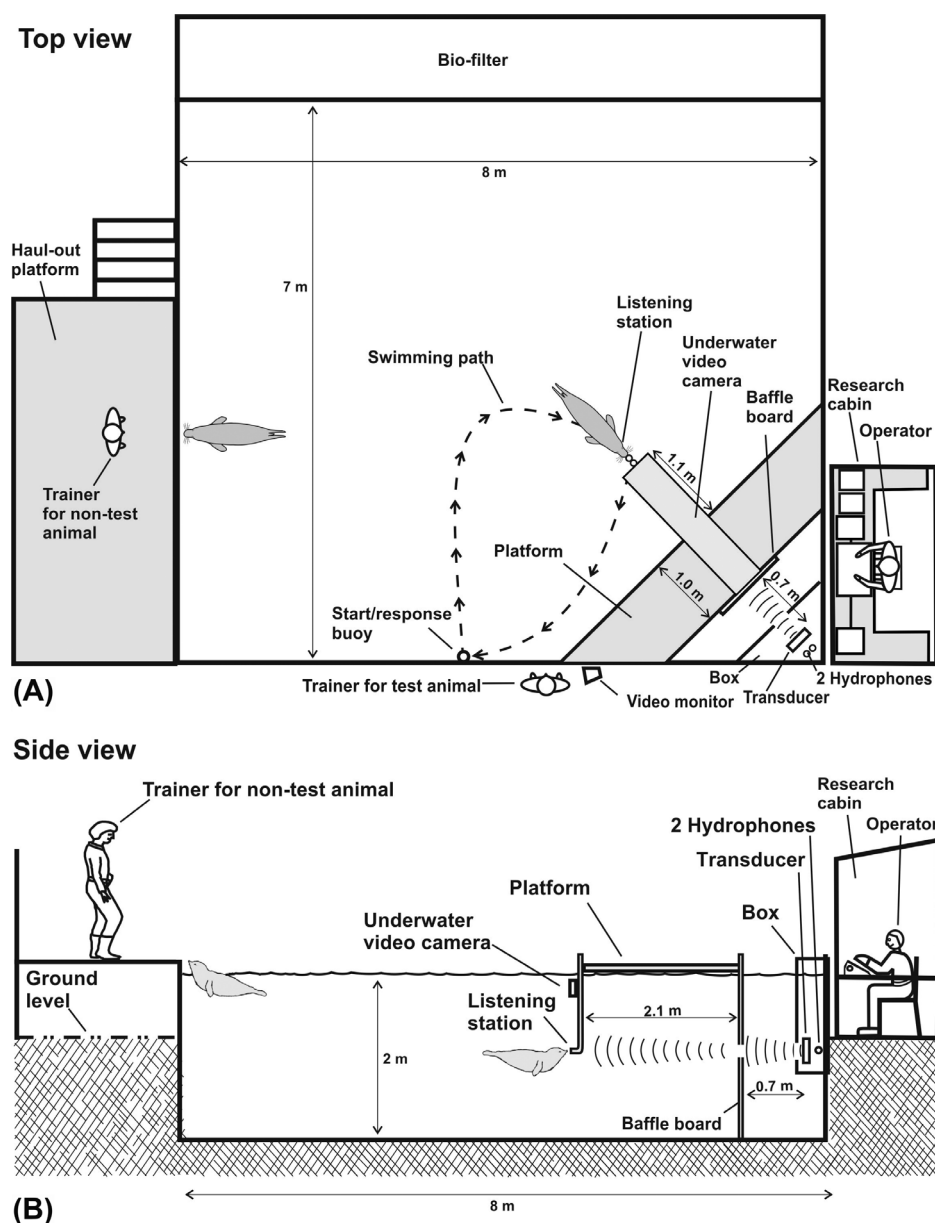 Top view
Bio-filter
8 m
Haul-out
platform
7 m
Listening
station
Underwater
video
camera
Swimming path
Baffle
board
Research
cabin
Operator
1.1 m
Trainer
for non-test
animal
Platform
1.0 m
0.7 m
Start/response
buoy
(A)
Trainer for test animal
Video monitor
Box
Transducer
2 Hydrophones
Side view
Trainer for non-test animal
Research
cabin
2 Hydrophones
Operator
Transducer
Platform
Box
Underwater
video camera
Ground
level
Listening
station
2.1 m
2 m
0.7 m
Baffle board
(B)
8 m